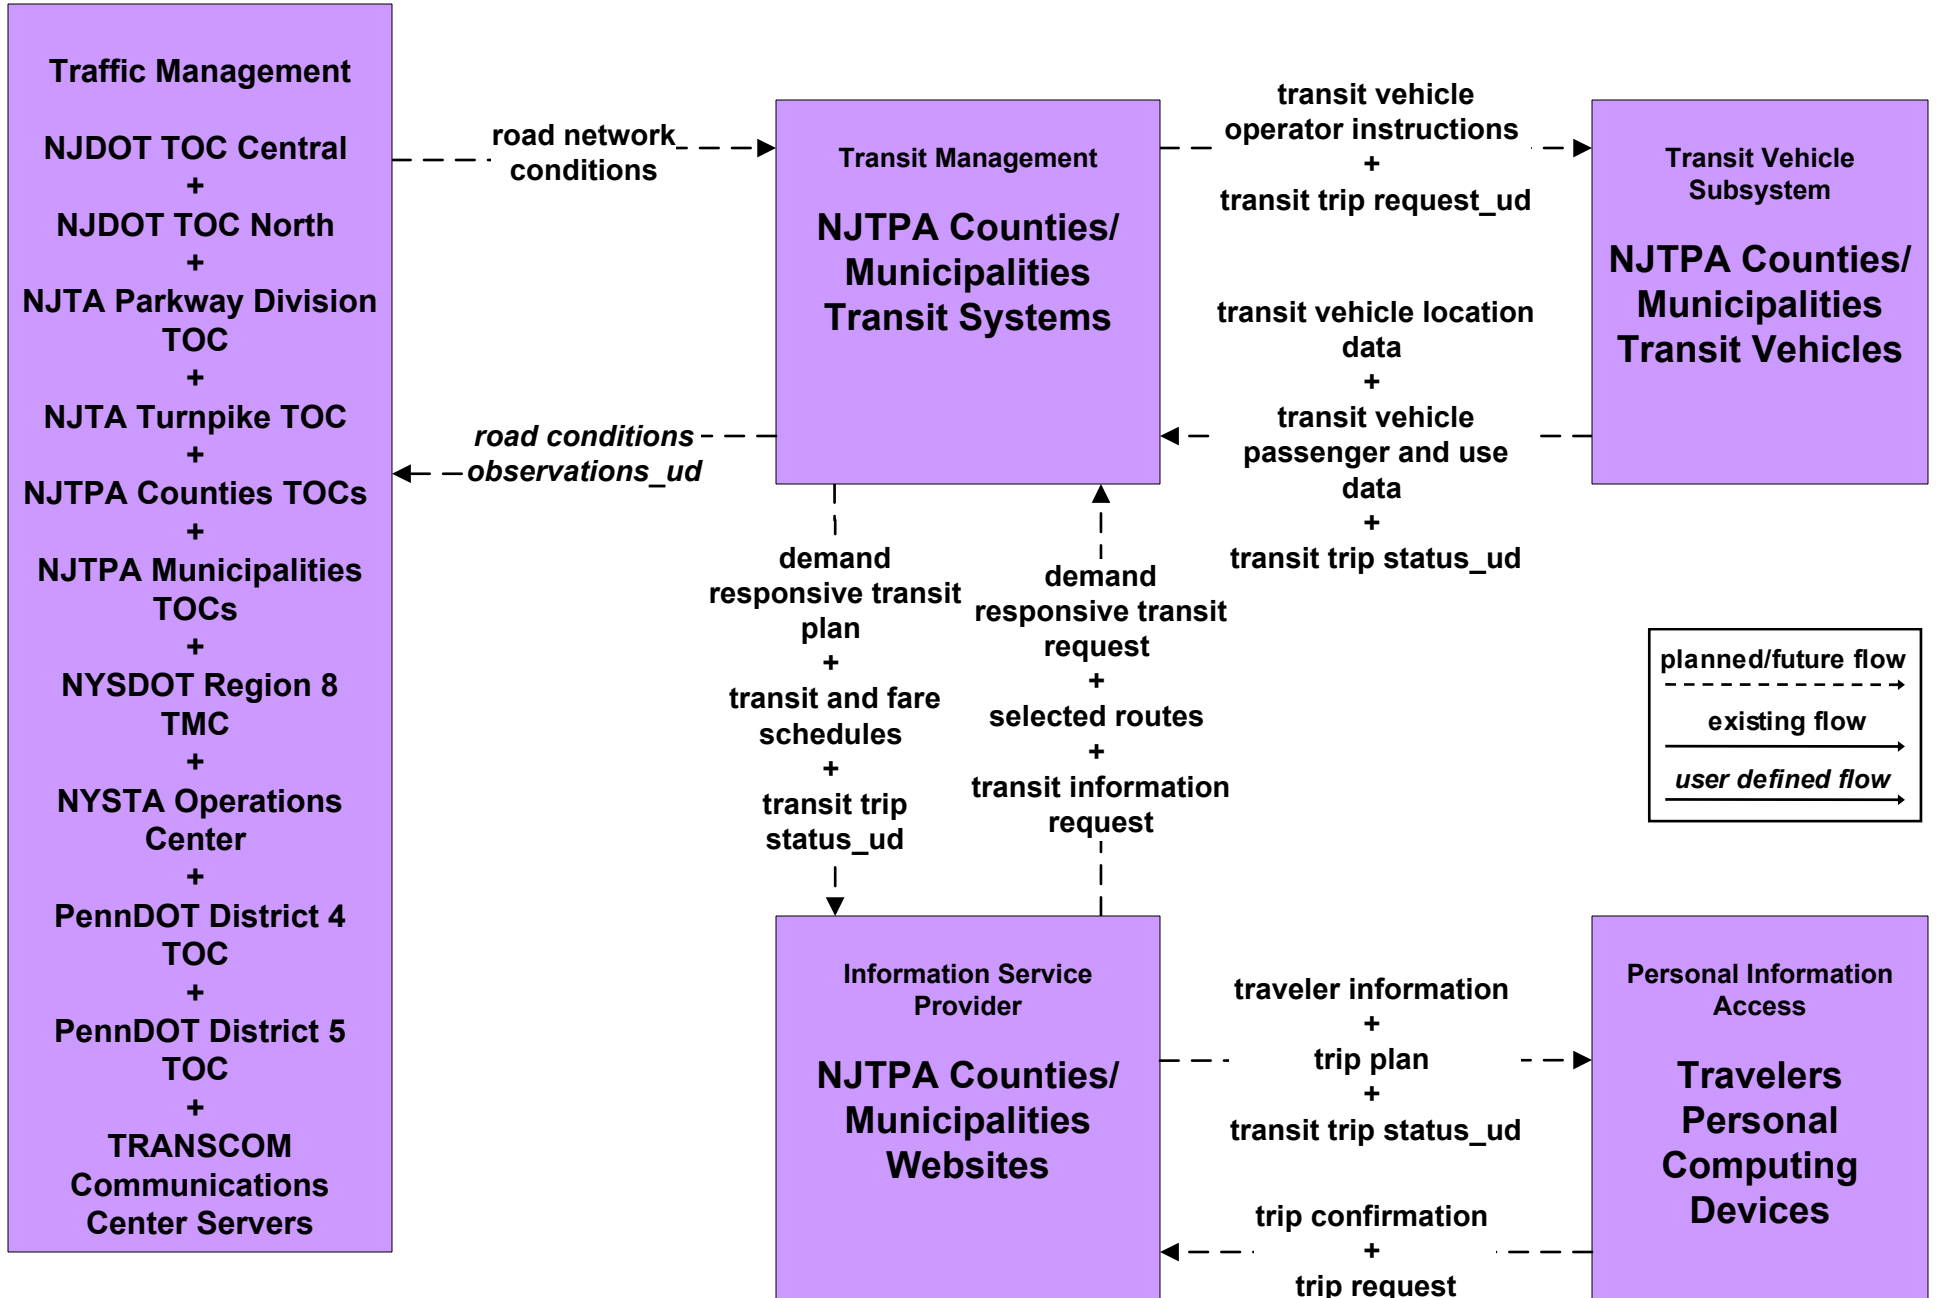 Traffic Management
NJDOT TOC Central
+
NJDOT TOC North
+
NJTA Parkway Division
TOC
+
NJTA Turnpike TOC
+
NJTPA Counties TOCs
+
NJTPA Municipalities
TOCs
+
NYSDOT Region 8
TMC
+
NYSTA Operations
Center
+
PennDOT District 4
TOC
+
PennDOT District 5
TOC
+
TRANSCOM
Communications
Center Servers
road network
conditions
road conditions
observations_ud
Transit Management
NJTPA Counties/
Municipalities
Transit Systems
transit vehicle
operator instructions
+
transit trip request_ud
transit vehicle location
data
+
transit vehicle
passenger and use
data
+
transit trip status_ud
Transit Vehicle
Subsystem
NJTPA Counties/
Municipalities
Transit Vehicles
demand
responsive transit
plan
+
transit and fare
schedules
+
transit trip
status_ud
demand
responsive transit
request
+
selected routes
+
transit information
request
planned/future flow
existing flow
user defined flow
Information Service
Provider
NJTPA Counties/
Municipalities
Websites
traveler information
+
trip plan
+
transit trip status_ud
trip confirmation
+
trip request
Personal Information
Access
Travelers
Personal
Computing
Devices